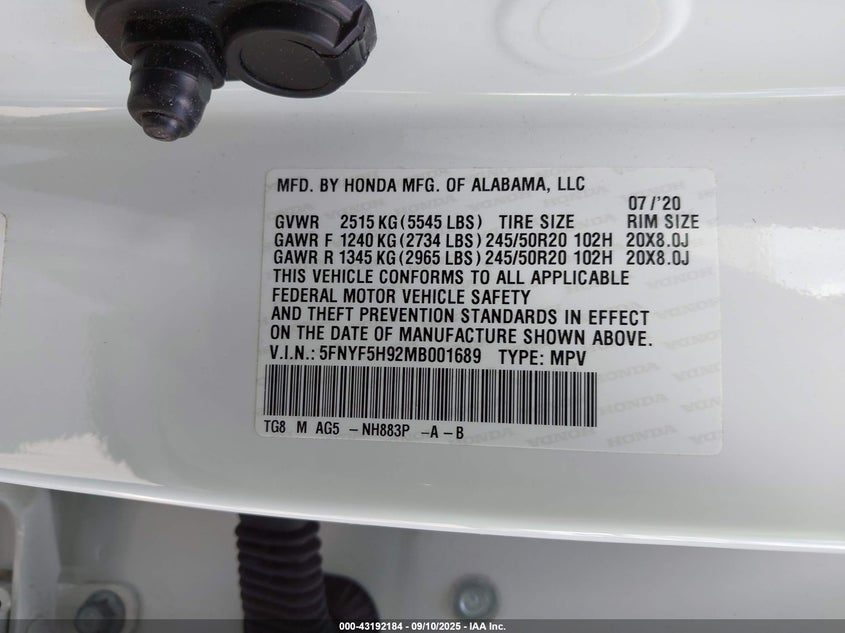 MFD. BY HONDA MFG. OF ALABAMA, LLC
07/'20
GVWR 2515 KG (5545 LBS) TIRE SIZE RIM SIZE
GAWR F 1240 KG (2734 LBS) 245/50R20 102H 20X8.0J
GAWR R 1345 KG (2965 LBS) 245/50R20 102H 20X8.0J
THIS VEHICLE CONFORMS TO ALL APPLICABLE
FEDERAL MOTOR VEHICLE SAFETY
AND THEFT PREVENTION STANDARDS IN EFFECT
ON THE DATE OF MANUFACTURE SHOWN ABOVE.
V.I.N.: 5FNYF5H92MB001689 TYPE: MPV
TG8 M AG5 -NH883P -A-B
000-43192184 - 09/10/2025 - IAA Inc.